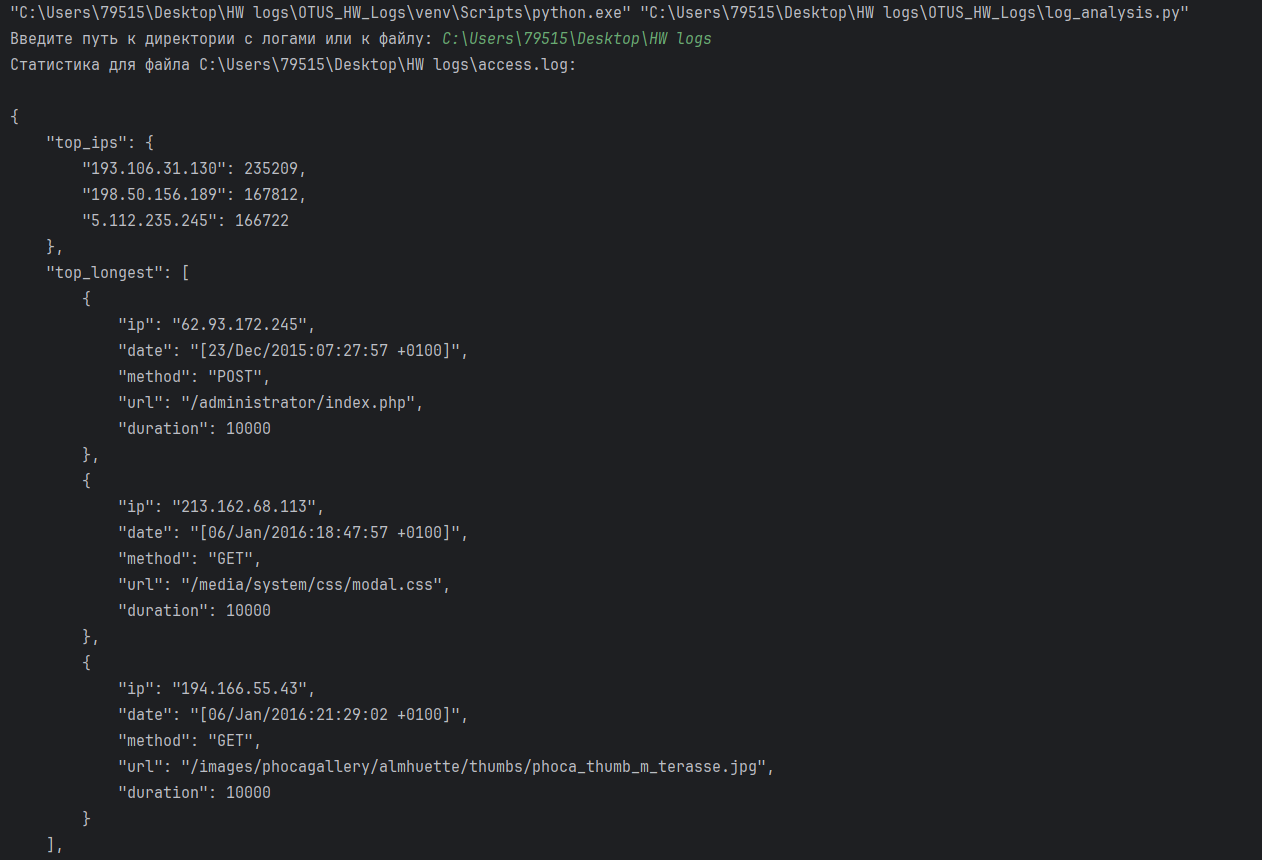 "C:\Users\79515\Desktop\HW logs\OTUS_HW_Logs\venv\Scripts\python.exe" "C:\Users\79515\Desktop\HW logs\OTUS_HW_Logs\log_analysis.py"
Введите путь к директории с логами или к файлу: C:\Users\79515\Desktop\HW logs
Статистика для файла C:\Users\79515\Desktop\HW logs\access.log:

{
    "top_ips": {
        "193.106.31.130": 235209,
        "198.50.156.189": 167812,
        "5.112.235.245": 166722
    },
    "top_longest": [
        {
            "ip": "62.93.172.245",
            "date": "[23/Dec/2015:07:27:57 +0100]",
            "method": "POST",
            "url": "/administrator/index.php",
            "duration": 10000
        },
        {
            "ip": "213.162.68.113",
            "date": "[06/Jan/2016:18:47:57 +0100]",
            "method": "GET",
            "url": "/media/system/css/modal.css",
            "duration": 10000
        },
        {
            "ip": "194.166.55.43",
            "date": "[06/Jan/2016:21:29:02 +0100]",
            "method": "GET",
            "url": "/images/phocagallery/almhuette/thumbs/phoca_thumb_m_terasse.jpg",
            "duration": 10000
        }
    ],